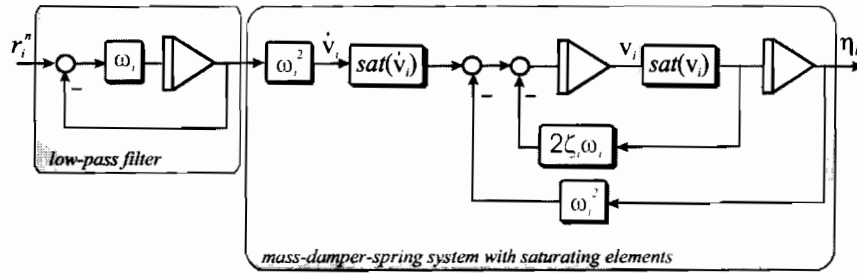 r_i^n
ω_i
ω_i^2
v̇_i
sat(v̇_i)
v_i
sat(v_i)
η_i
2ζ_iω_i
ω_i^2
low-pass filter
mass-damper-spring system with saturating elements